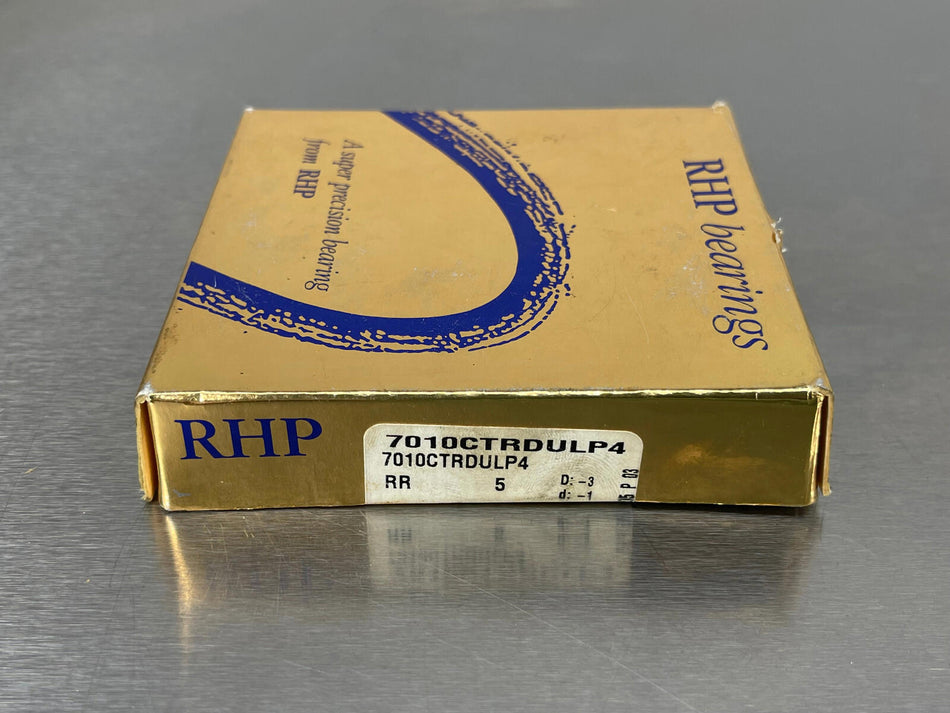 A super precision bearing
from RHP
RHP bearings
RHP
7010CTRDULP4
7010CTRDULP4
RR 5 D: -3
d: -1